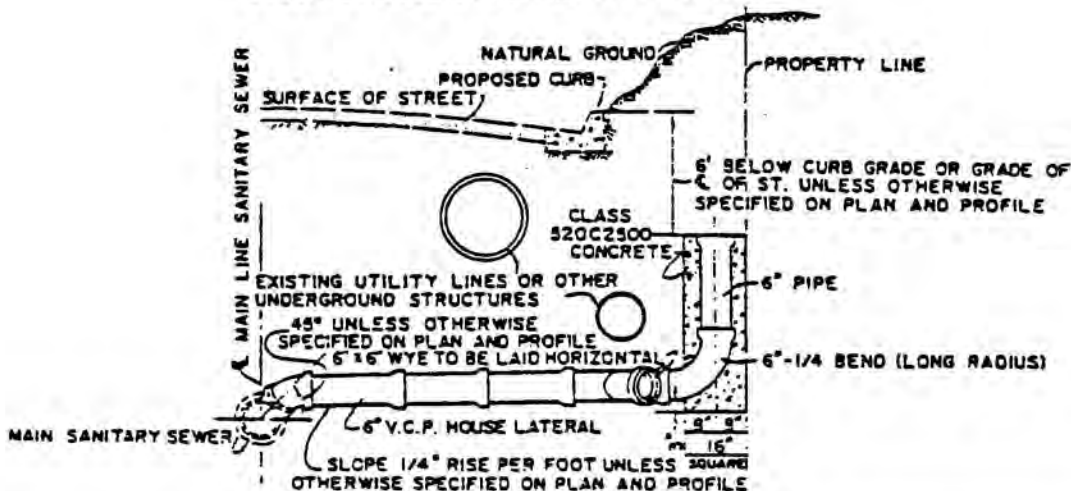 NATURAL GROUND
PROPERTY LINE
PROPOSED CURB
SURFACE OF STREET
℄ MAIN LINE SANITARY SEWER
6' BELOW CURB GRADE OR GRADE OF
℄ OF ST. UNLESS OTHERWISE
SPECIFIED ON PLAN AND PROFILE
CLASS
520C2500
CONCRETE
EXISTING UTILITY LINES OR OTHER
UNDERGROUND STRUCTURES
6" PIPE
45° UNLESS OTHERWISE
SPECIFIED ON PLAN AND PROFILE
6" x 6" WYE TO BE LAID HORIZONTAL
6"-1/4 BEND (LONG RADIUS)
6" V.C.P. HOUSE LATERAL
MAIN SANITARY SEWER
16"
SQUARE
SLOPE 1/4" RISE PER FOOT UNLESS
OTHERWISE SPECIFIED ON PLAN AND PROFILE